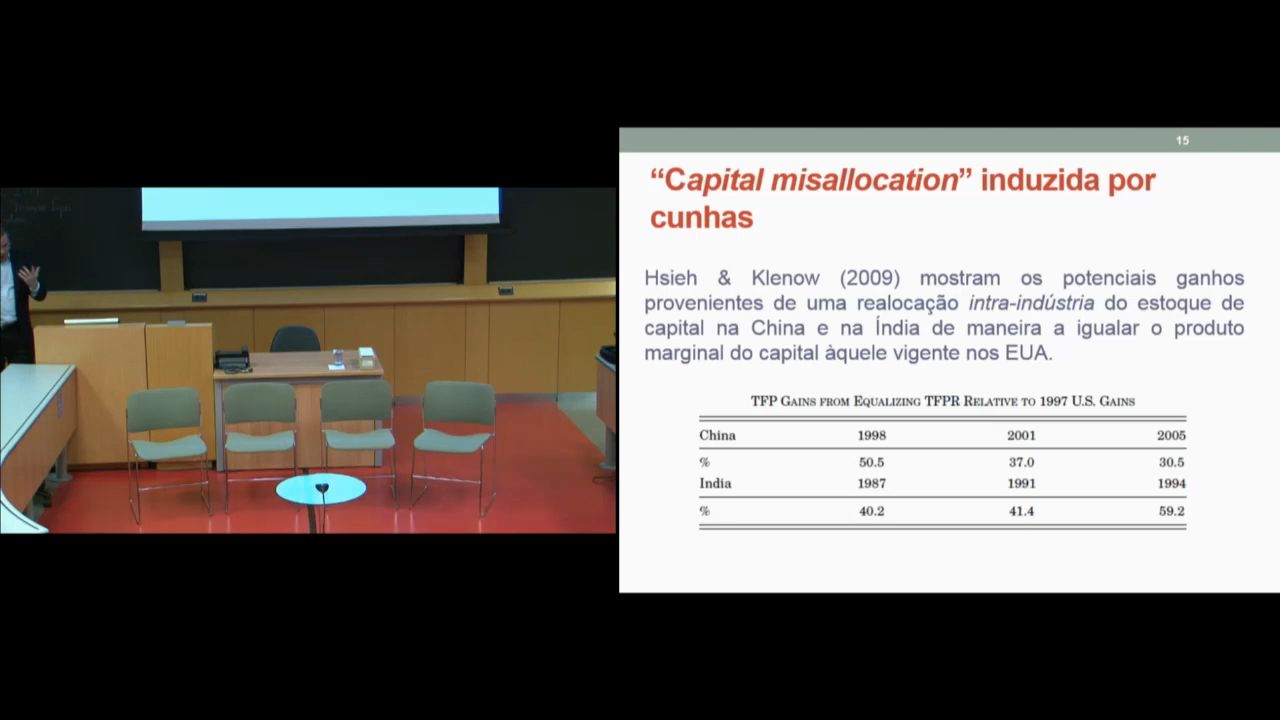 15
“Capital misallocation” induzida por
cunhas
Hsieh & Klenow (2009) mostram os potenciais ganhos
provenientes de uma realocação intra-indústria do estoque de
capital na China e na Índia de maneira a igualar o produto
marginal do capital àquele vigente nos EUA.
TFP Gains from Equalizing TFPR Relative to 1997 U.S. Gains
China 1998 2001 2005
% 50.5 37.0 30.5
India 1987 1991 1994
% 40.2 41.4 59.2